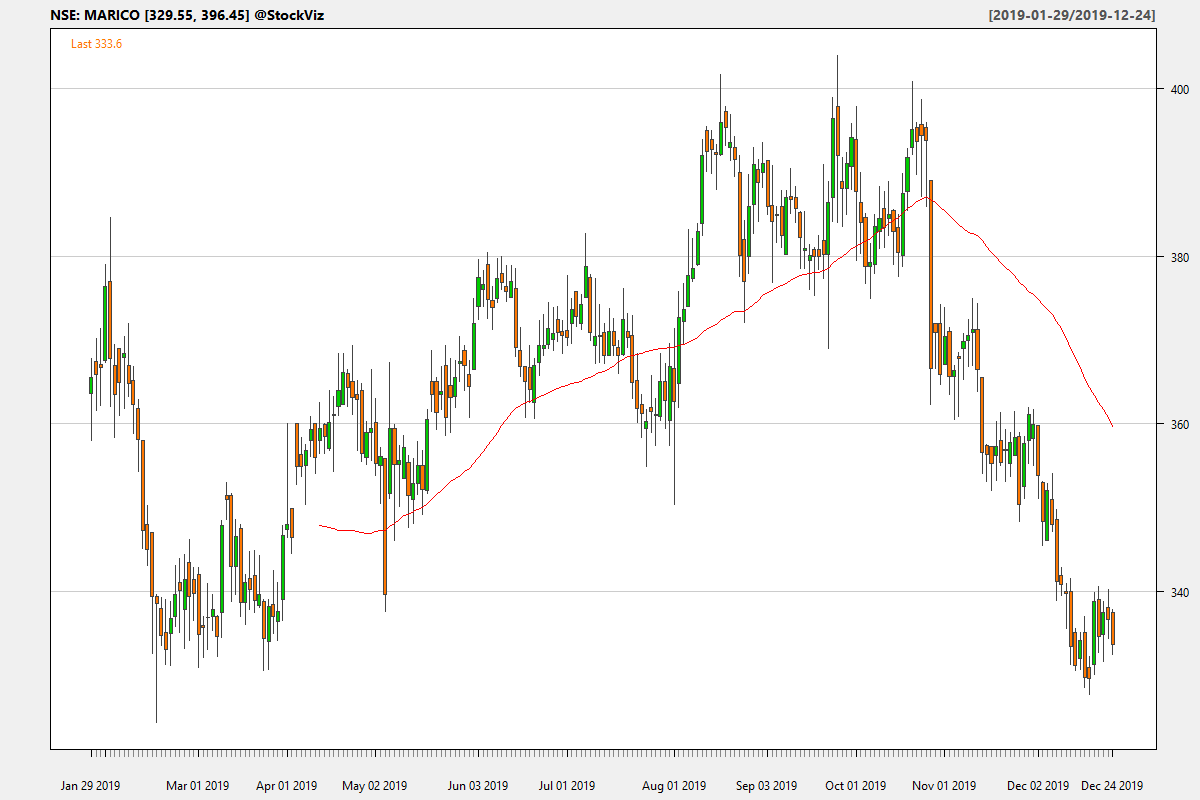 NSE: MARICO [329.55, 396.45] @StockViz [2019-01-29/2019-12-24]
Last 333.6
400
380
360
340
Jan 29 2019 Mar 01 2019 Apr 01 2019 May 02 2019 Jun 03 2019 Jul 01 2019 Aug 01 2019 Sep 03 2019 Oct 01 2019 Nov 01 2019 Dec 02 2019 Dec 24 2019